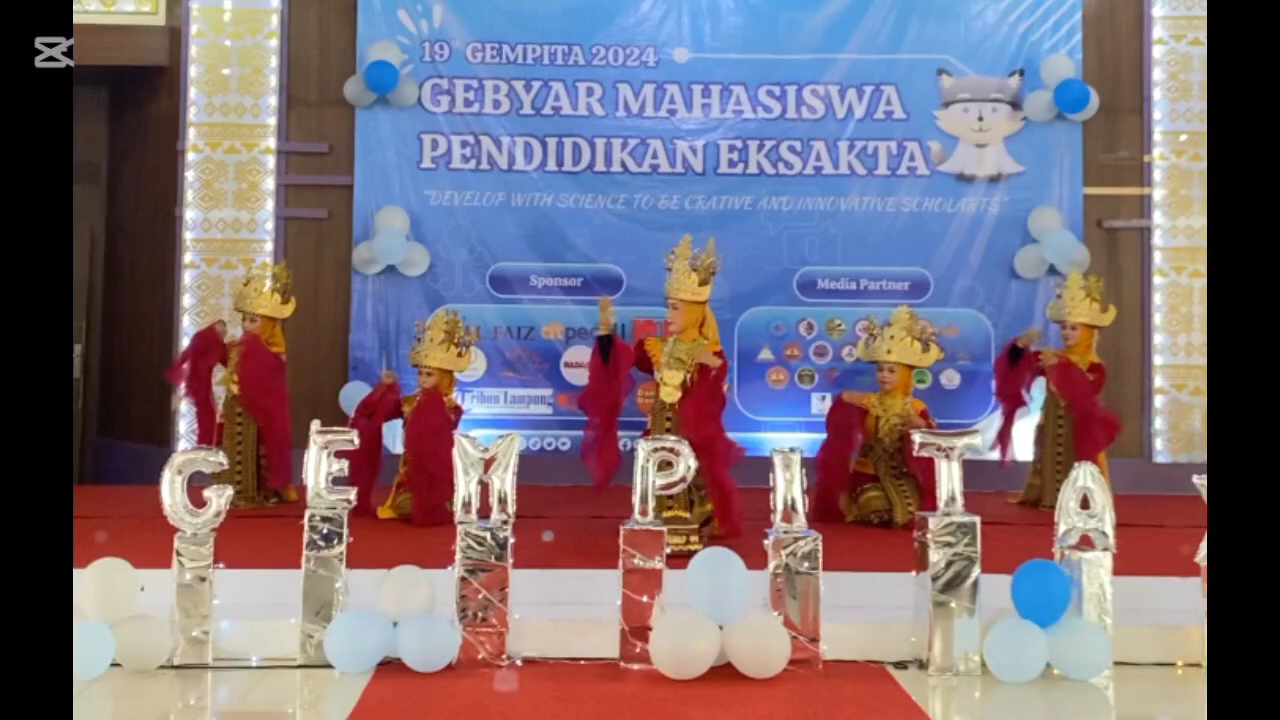 19 GEMPITA 2024
GEBYAR MAHASISWA
PENDIDIKAN EKSAKTA
"DEVELOP WITH SCIENCE TO BE CRATIVE AND INNOVATIVE SCHOLARTS"
Sponsor
Media Partner
FAIZ
Tribun Lampung
GEMPITA